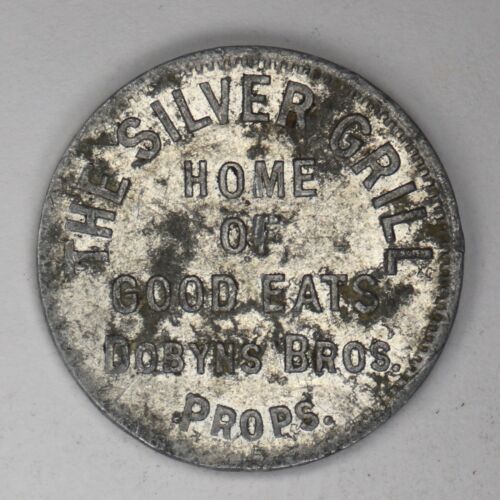 THE SILVER GRILL
HOME
OF
GOOD EATS
DOBYNS BROS.
PROPS.